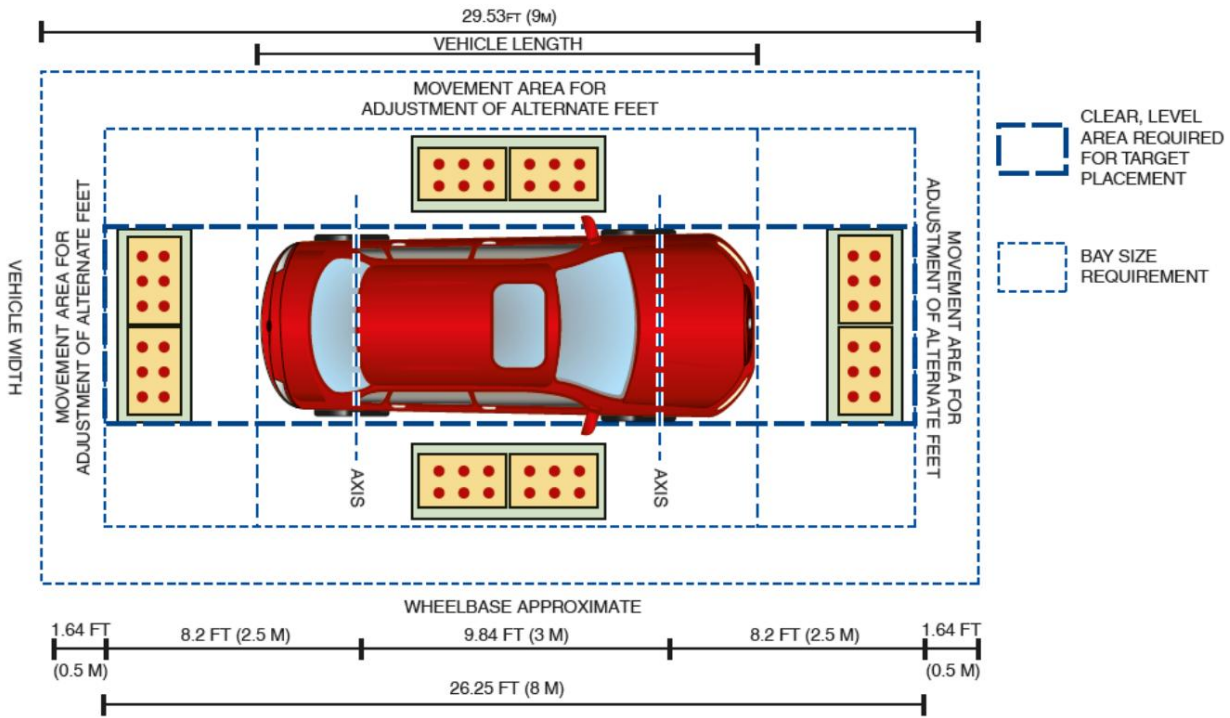 29.53FT (9M)
VEHICLE LENGTH
MOVEMENT AREA FOR
ADJUSTMENT OF ALTERNATE FEET
CLEAR, LEVEL
AREA REQUIRED
FOR TARGET
PLACEMENT
BAY SIZE
REQUIREMENT
VEHICLE WIDTH
MOVEMENT AREA FOR
ADJUSTMENT OF ALTERNATE FEET
MOVEMENT AREA FOR
ADJUSTMENT OF ALTERNATE FEET
AXIS
AXIS
WHEELBASE APPROXIMATE
1.64 FT
(0.5 M)
8.2 FT (2.5 M)
9.84 FT (3 M)
8.2 FT (2.5 M)
1.64 FT
(0.5 M)
26.25 FT (8 M)